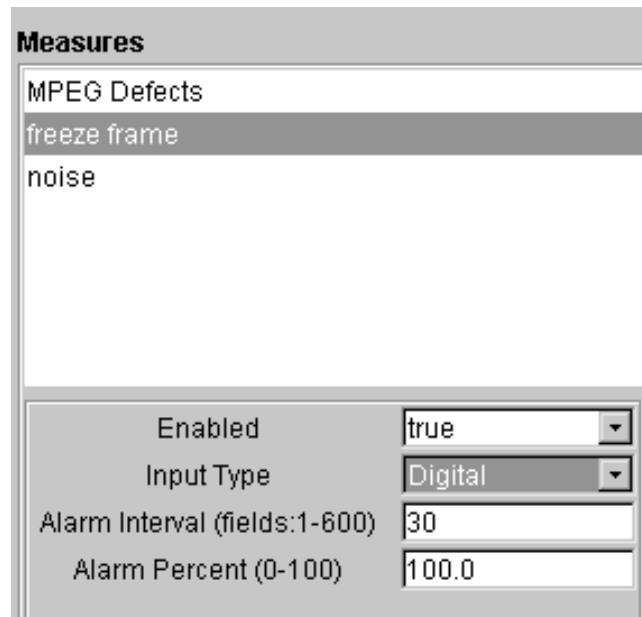 Measures
MPEG Defects
freeze frame
noise
Enabled true
Input Type Digital
Alarm Interval (fields:1-600) 30
Alarm Percent (0-100) 100.0